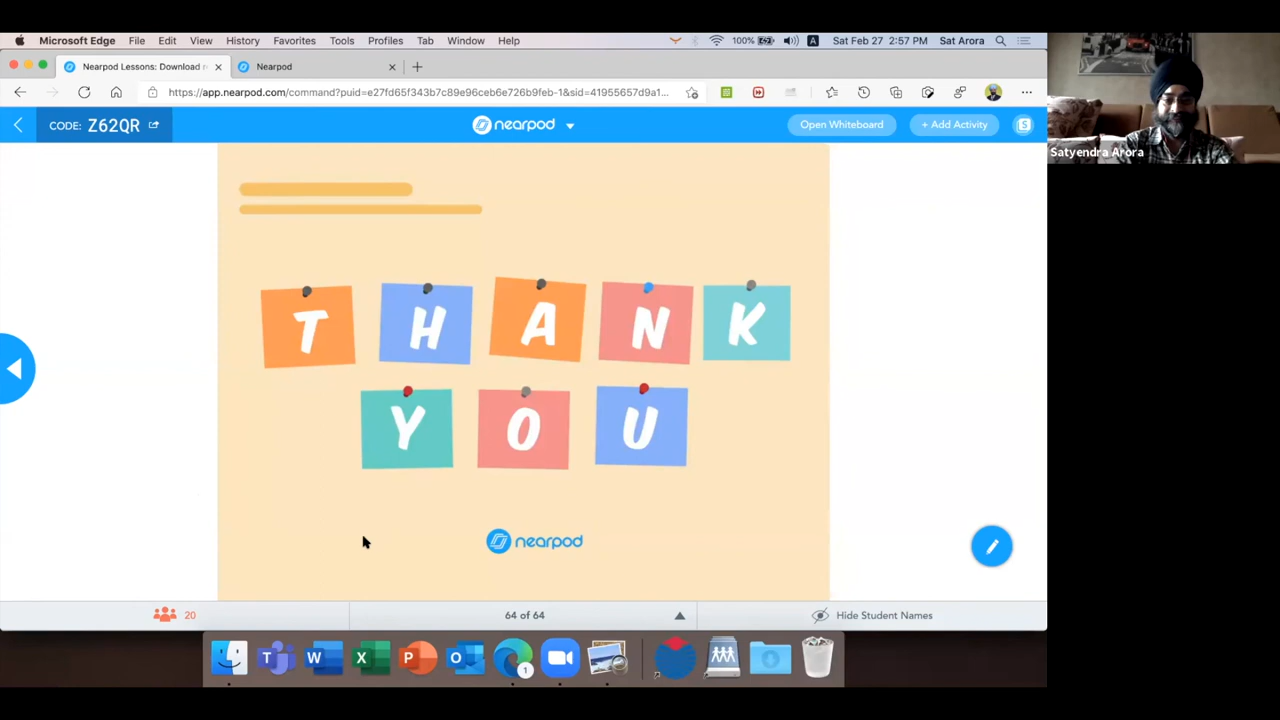 Microsoft Edge File Edit View History Favorites Tools Profiles Tab Window Help 100% A Sat Feb 27 2:57 PM Sat Arora
Nearpod Lessons: Download r Nearpod
https://app.nearpod.com/command?puid=e27fd65f343b7c89e96ceb6e726b9feb-1&sid=41955657d9a1...
CODE: Z62QR nearpod Open Whiteboard + Add Activity S
Satyendra Arora
THANK
YOU
nearpod
20 64 of 64 Hide Student Names
T W X P O 1